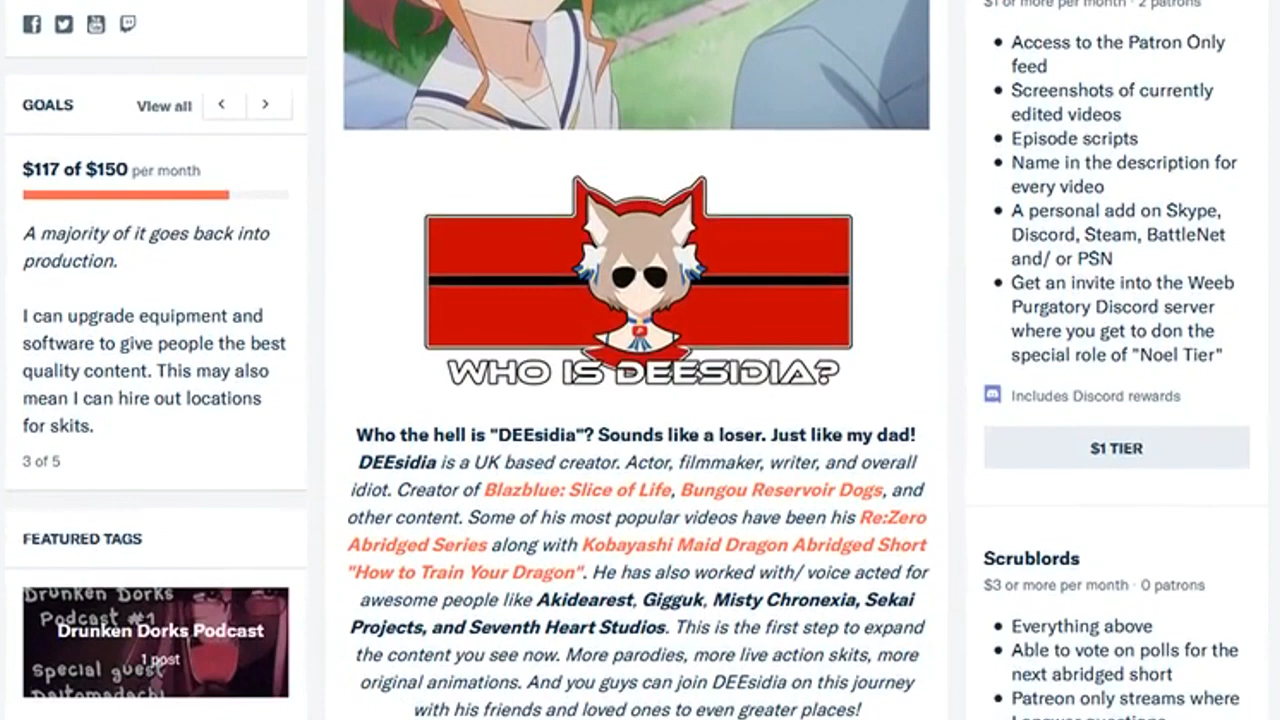 GOALS
View all
$117 of $150 per month
A majority of it goes back into
production.
I can upgrade equipment and
software to give people the best
quality content. This may also
mean I can hire out locations
for skits.
3 of 5
FEATURED TAGS
Drunken Dorks
Podcast #1
Drunken Dorks Podcast
1 post
Special guest
WHO IS DEESIDIA?
Who the hell is "DEEsidia"? Sounds like a loser. Just like my dad!
DEEsidia is a UK based creator. Actor, filmmaker, writer, and overall
idiot. Creator of Blazblue: Slice of Life, Bungou Reservoir Dogs, and
other content. Some of his most popular videos have been his Re:Zero
Abridged Series along with Kobayashi Maid Dragon Abridged Short
"How to Train Your Dragon". He has also worked with/ voice acted for
awesome people like Akidearest, Gigguk, Misty Chronexia, Sekai
Projects, and Seventh Heart Studios. This is the first step to expand
the content you see now. More parodies, more live action skits, more
original animations. And you guys can join DEEsidia on this journey
with his friends and loved ones to even greater places!
$1 or more per month · 2 patrons
Access to the Patron Only
feed
Screenshots of currently
edited videos
Episode scripts
Name in the description for
every video
A personal add on Skype,
Discord, Steam, BattleNet
and/ or PSN
Get an invite into the Weeb
Purgatory Discord server
where you get to don the
special role of "Noel Tier"
Includes Discord rewards
$1 TIER
Scrublords
$3 or more per month · 0 patrons
Everything above
Able to vote on polls for the
next abridged short
Patreon only streams where